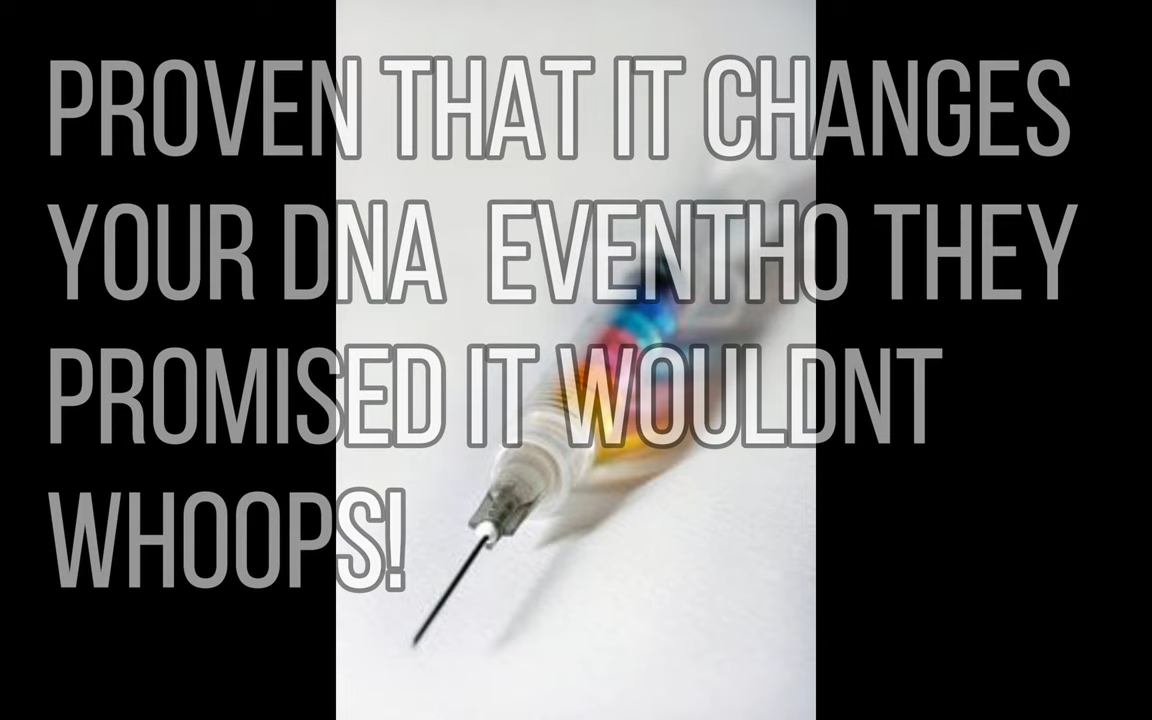 PROVEN THAT IT CHANGES
YOUR DNA EVENTHO THEY
PROMISED IT WOULDNT
WHOOPS!